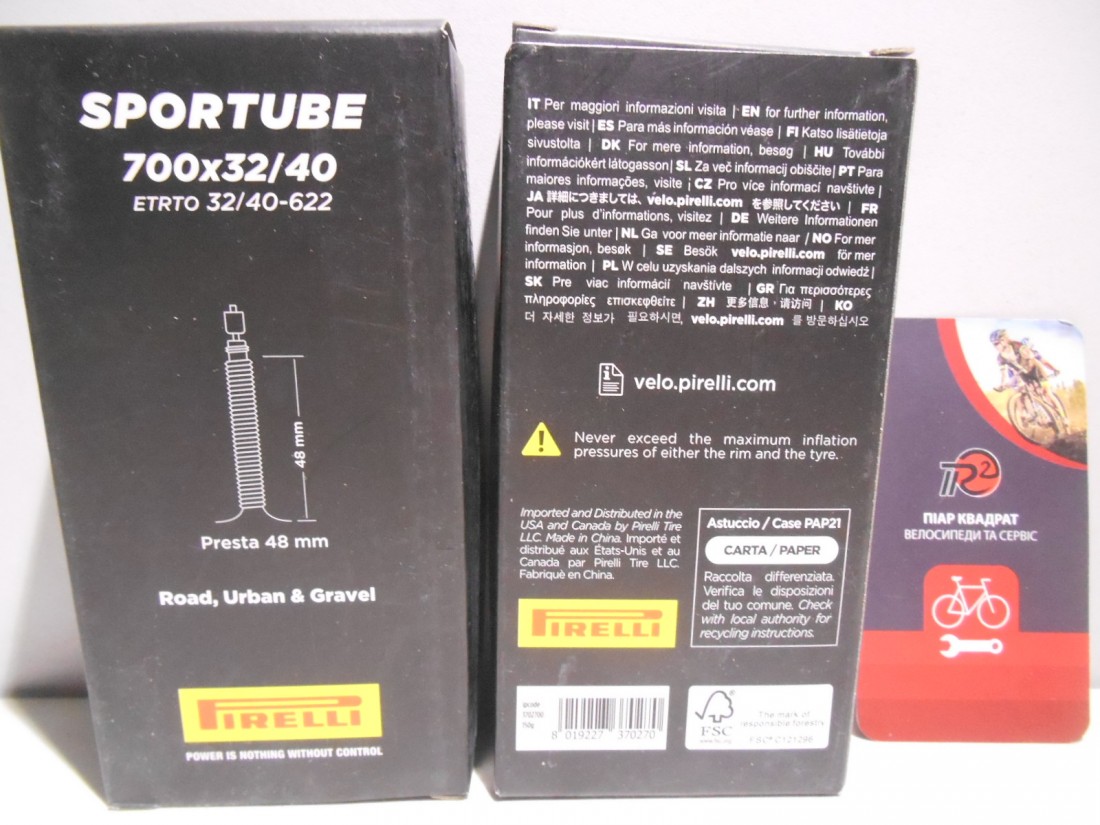 SPORTUBE
700x32/40
ETRTO 32/40-622
48 mm
Presta 48 mm
Road, Urban & Gravel
PIRELLI
POWER IS NOTHING WITHOUT CONTROL
IT Per maggiori informazioni visita | EN for further information,
please visit | ES Para más información véase | FI Katso lisätietoja
sivustolta | DK For mere information, besøg | HU További
információkért látogasson| SL Za več informacij obiščite| PT Para
maiores informações, visite | CZ Pro více informací navštivte |
JA 詳細につきましては、velo.pirelli.com を参照してください | FR
Pour plus d'informations, visitez | DE Weitere Informationen
finden Sie unter | NL Ga voor meer informatie naar / NO For mer
informasjon, besøk | SE Besök velo.pirelli.com för mer
information | PL W celu uzyskania dalszych informacji odwiedź |
SK Pre viac informácií navštívte | GR Για περισσότερες
πληροφορίες επισκεφθείτε | ZH 更多信息，请访问 | KO
더 자세한 정보가 필요하시면, velo.pirelli.com 를 방문하십시오
velo.pirelli.com
Never exceed the maximum inflation
pressures of either the rim and the tyre.
Imported and Distributed in the
USA and Canada by Pirelli Tire
LLC. Made in China. Importé et
distribué aux États-Unis et au
Canada par Pirelli Tire LLC.
Fabriqué en China.
PIRELLI
Astuccio / Case PAP21
CARTA / PAPER
Raccolta differenziata.
Verifica le disposizioni
del tuo comune. Check
with local authority for
recycling instructions.
ipcode
3702700
8 019227 370270
FSC
www.fsc.org
The mark of
responsible forestry
FSC® C121296
ПІАР КВАДРАТ
ВЕЛОСИПЕДИ ТА СЕРВІС